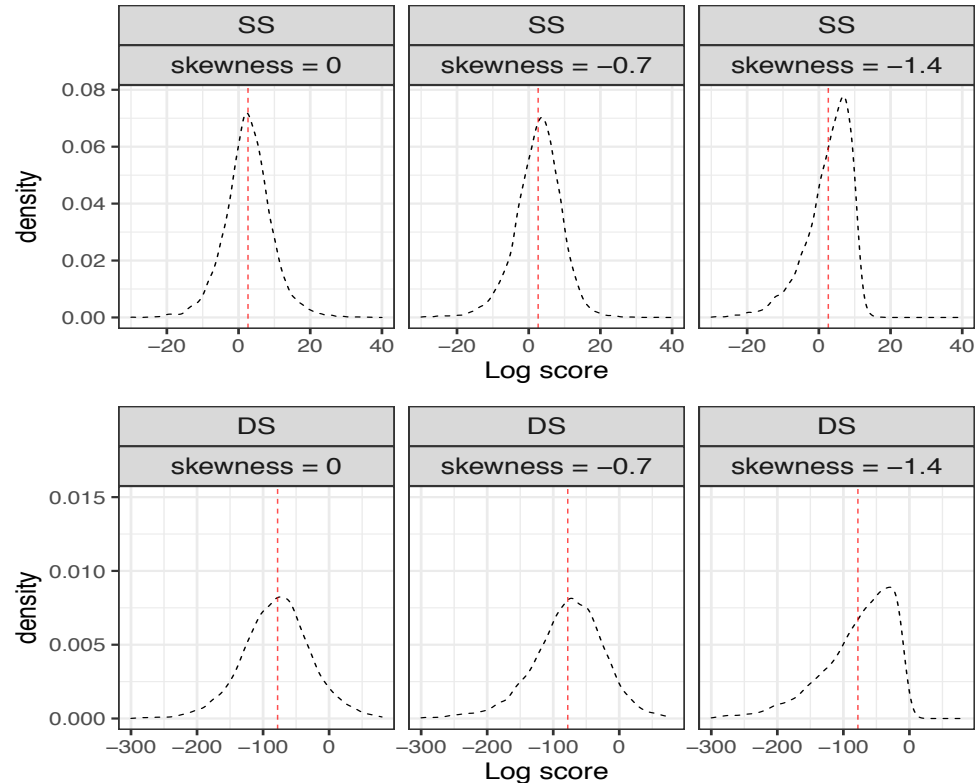 SS SS SS
skewness = 0 skewness = −0.7 skewness = −1.4
0.08
0.06
0.04
0.02
0.00
density
−20 0 20 40 −20 0 20 40 −20 0 20 40
Log score
DS DS DS
skewness = 0 skewness = −0.7 skewness = −1.4
0.015
0.010
0.005
0.000
density
−300 −200 −100 0 −300 −200 −100 0 −300 −200 −100 0
Log score